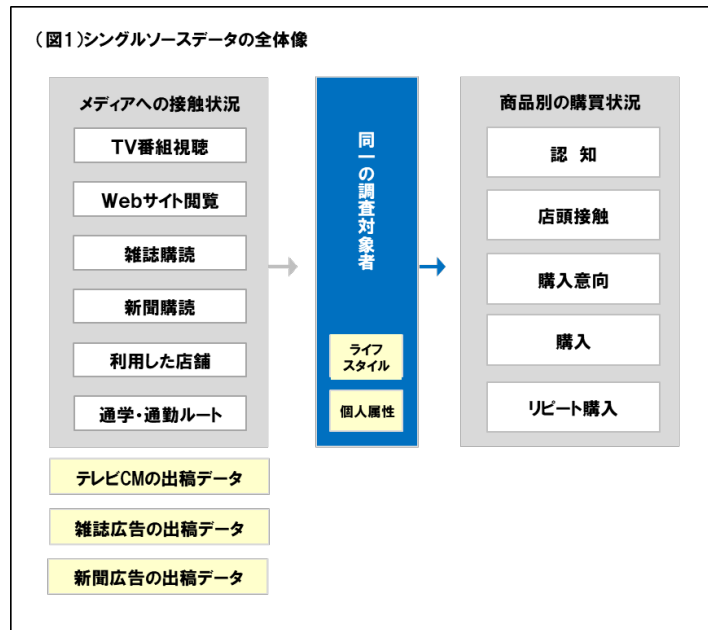 （図1）シングルソースデータの全体像
メディアへの接触状況
TV番組視聴
Webサイト閲覧
雑誌購読
新聞購読
利用した店舗
通学・通勤ルート
テレビCMの出稿データ
雑誌広告の出稿データ
新聞広告の出稿データ
同一の調査対象者
ライフ
スタイル
個人属性
商品別の購買状況
認 知
店頭接触
購入意向
購入
リピート購入